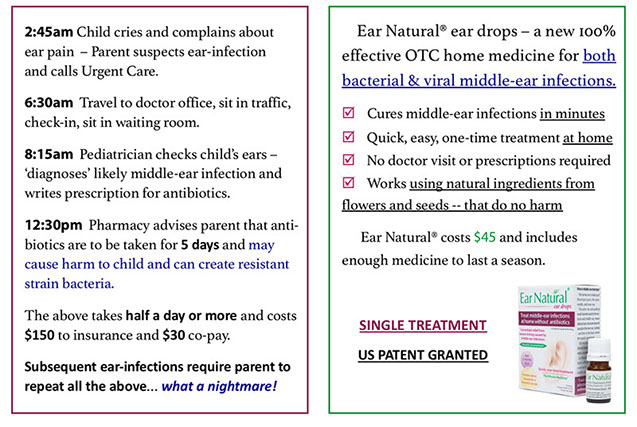 2:45am Child cries and complains about
ear pain – Parent suspects ear-infection
and calls Urgent Care.
6:30am Travel to doctor office, sit in traffic,
check-in, sit in waiting room.
8:15am Pediatrician checks child's ears –
'diagnoses' likely middle-ear infection and
writes prescription for antibiotics.
12:30pm Pharmacy advises parent that anti-
biotics are to be taken for 5 days and may
cause harm to child and can create resistant
strain bacteria.
The above takes half a day or more and costs
$150 to insurance and $30 co-pay.
Subsequent ear-infections require parent to
repeat all the above... what a nightmare!
Ear Natural® ear drops – a new 100%
effective OTC home medicine for both
bacterial & viral middle-ear infections.
Cures middle-ear infections in minutes
Quick, easy, one-time treatment at home
No doctor visit or prescriptions required
Works using natural ingredients from
flowers and seeds -- that do no harm
Ear Natural® costs $45 and includes
enough medicine to last a season.
SINGLE TREATMENT
US PATENT GRANTED
Ear Natural
ear drops
Treat middle-ear infections
at home without antibiotics
Ear Natural